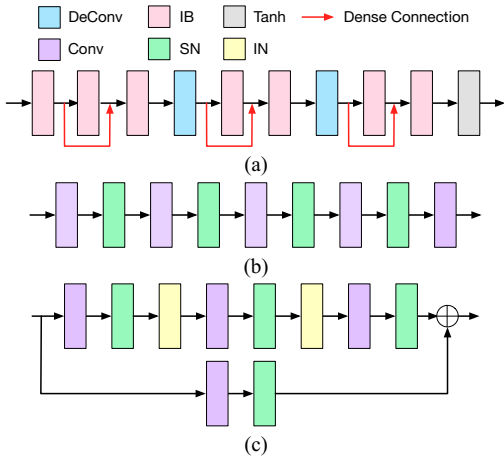 DeConv IB Tanh Dense Connection
Conv SN IN
(a)
(b)
(c)